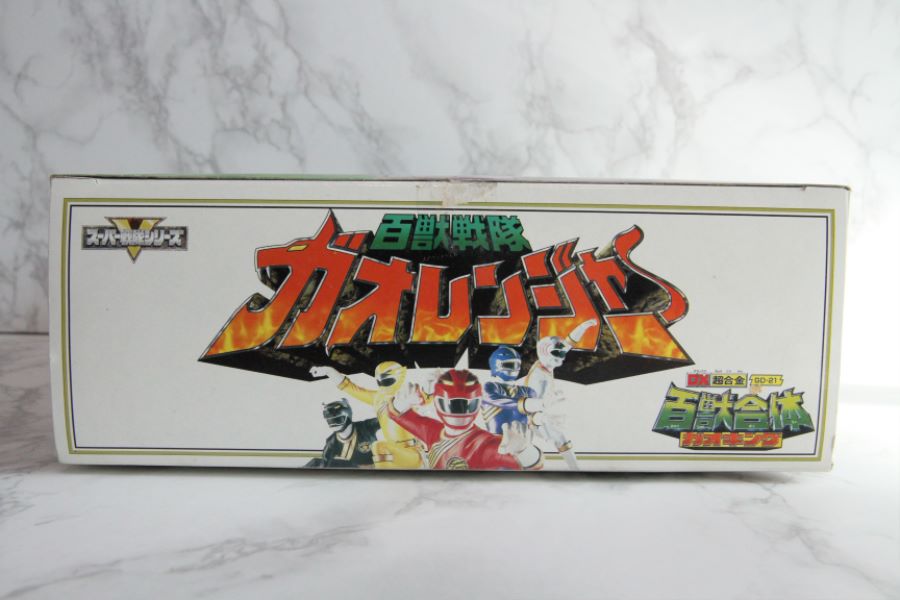 スーパー戦隊シリーズ
百獣戦隊
ガオレンジャー
DX 超合金 GD-21
百獣合体
ガオキング